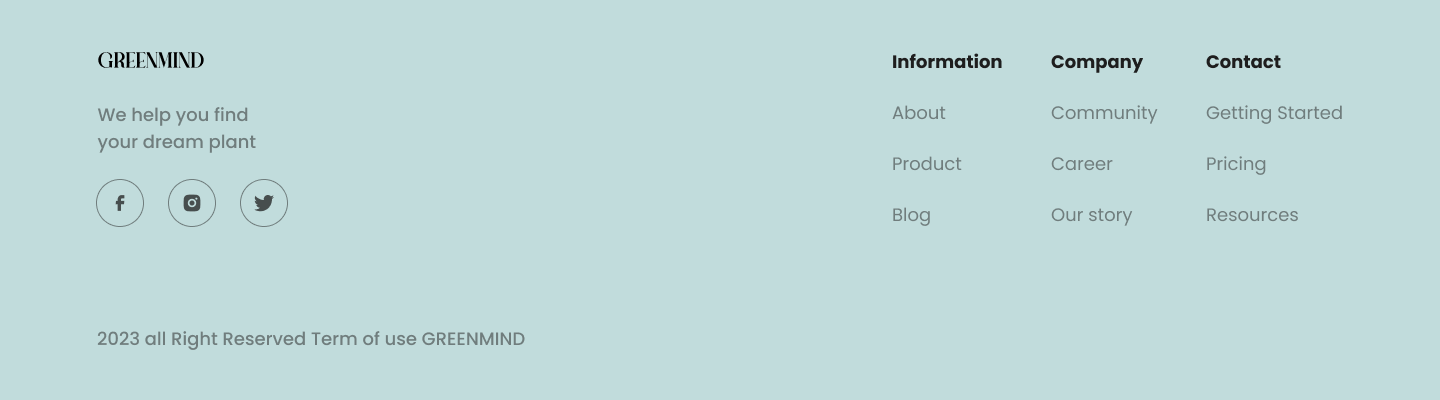 GREENMIND
We help you find
your dream plant
Information
About
Product
Blog
Company
Community
Career
Our story
Contact
Getting Started
Pricing
Resources
2023 all Right Reserved Term of use GREENMIND